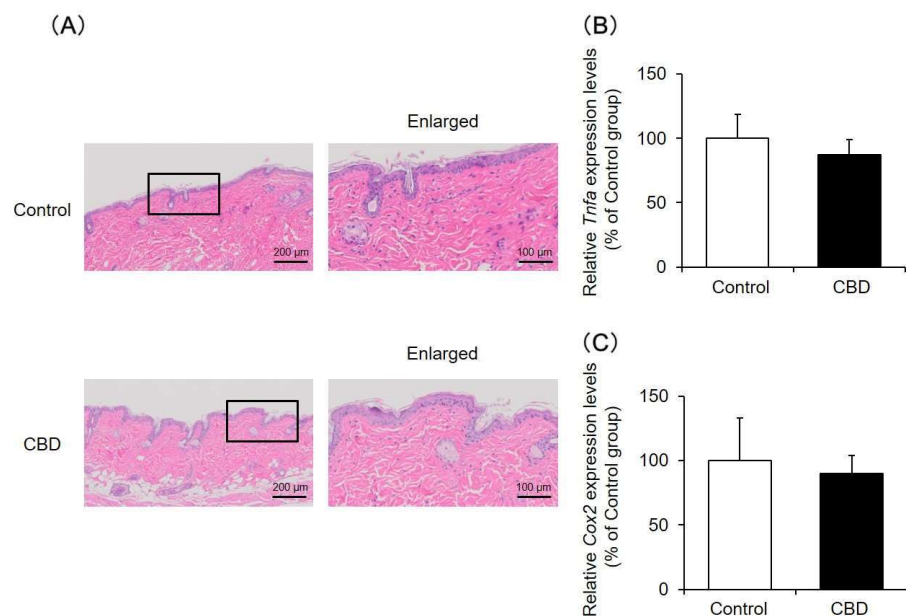 (A)
Enlarged
Control
200 μm
100 μm
Enlarged
CBD
200 μm
100 μm
(B)
Relative Tnfa expression levels
(% of Control group)
150
100
50
0
Control
CBD
(C)
Relative Cox2 expression levels
(% of Control group)
150
100
50
0
Control
CBD